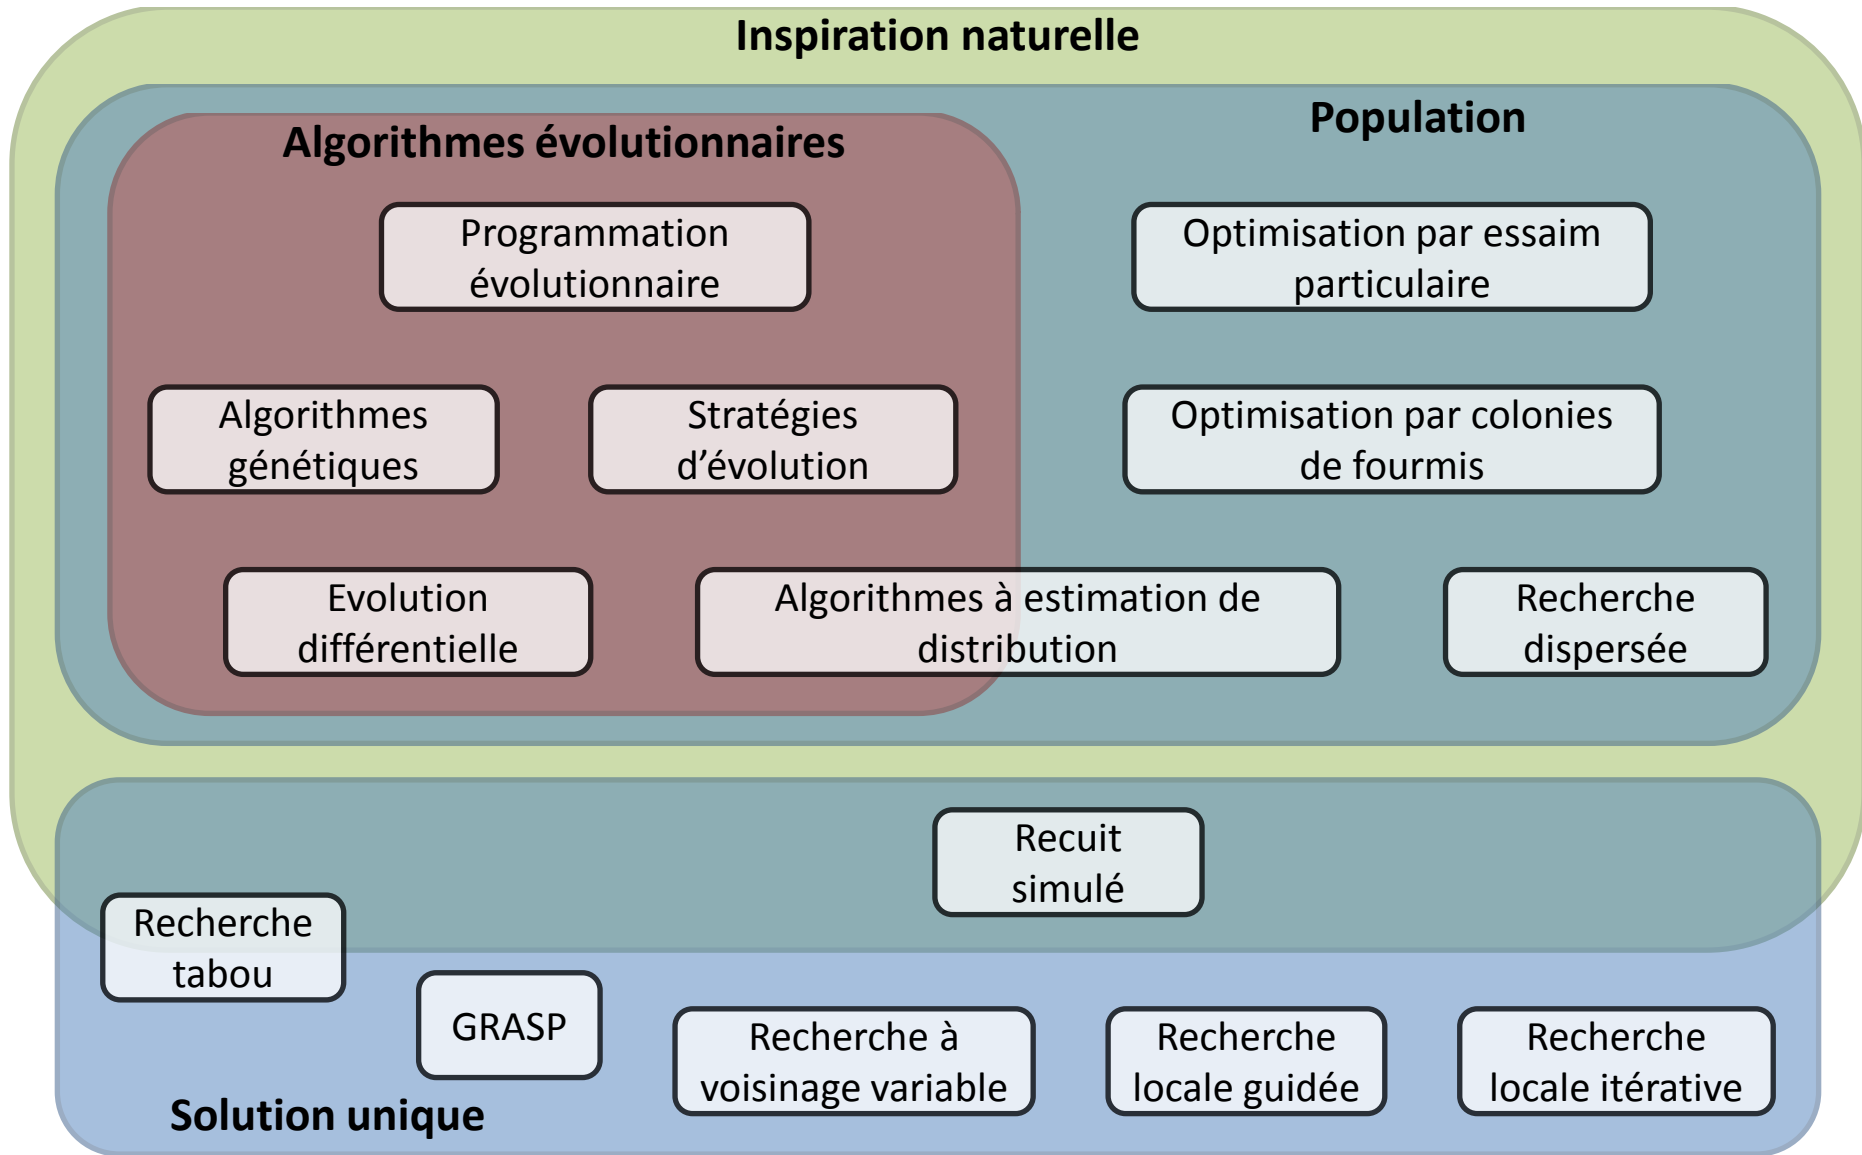 Inspiration naturelle
Algorithmes évolutionnaires
Population
Programmation
évolutionnaire
Optimisation par essaim
particulaire
Algorithmes
génétiques
Stratégies
d’évolution
Optimisation par colonies
de fourmis
Evolution
différentielle
Algorithmes à estimation de
distribution
Recherche
dispersée
Recuit
simulé
Recherche
tabou
GRASP
Recherche à
voisinage variable
Recherche
locale guidée
Recherche
locale itérative
Solution unique